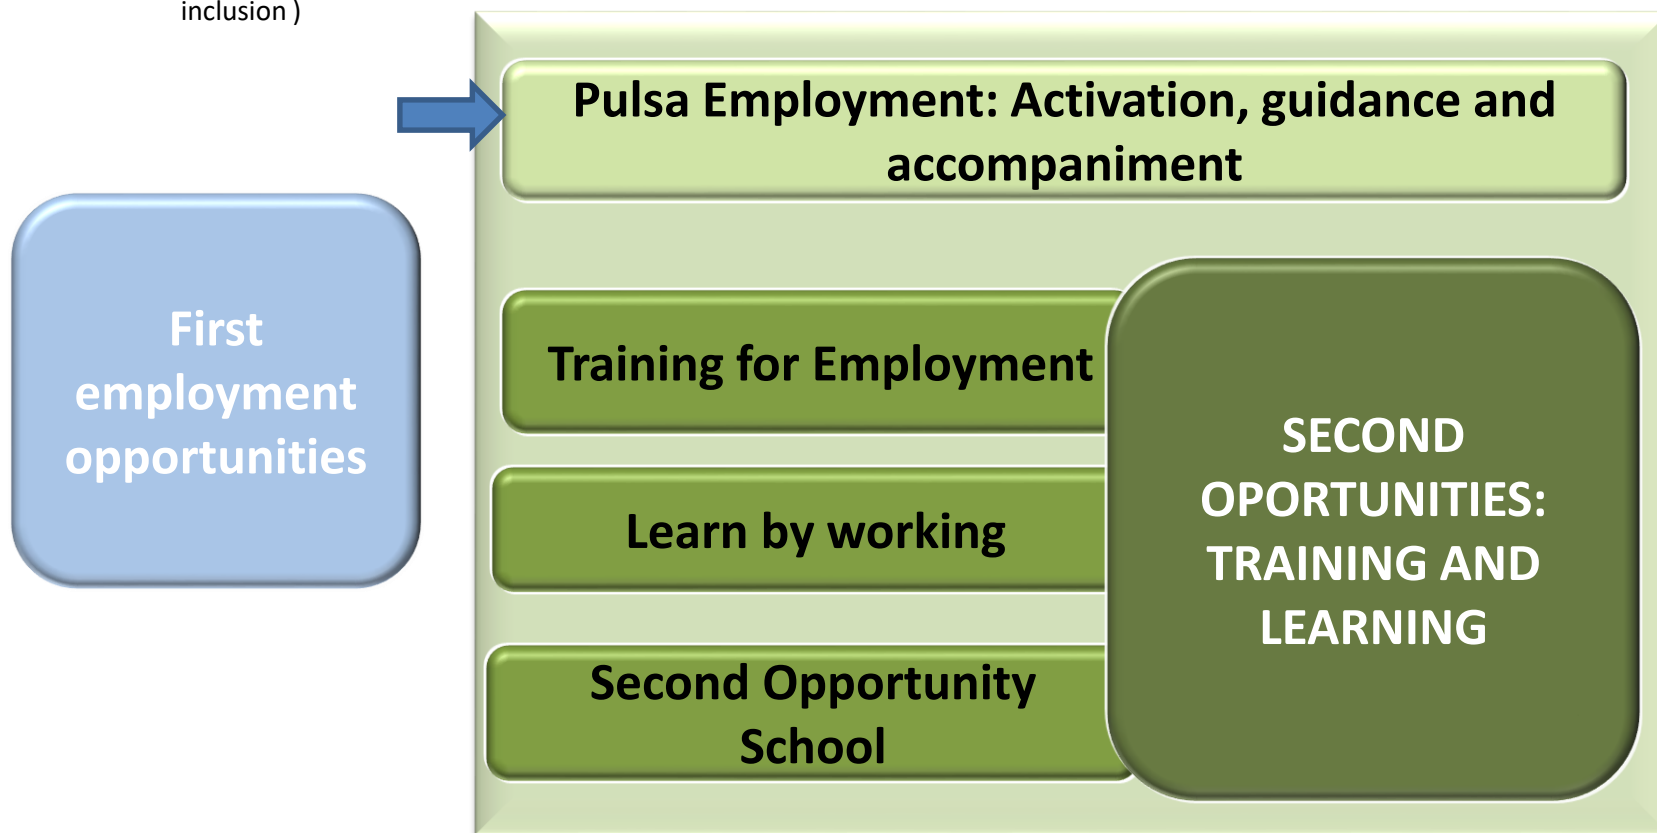 inclusion )
Pulsa Employment: Activation, guidance and
accompaniment
First
employment
opportunities
Training for Employment
Learn by working
Second Opportunity
School
SECOND
OPORTUNITIES:
TRAINING AND
LEARNING